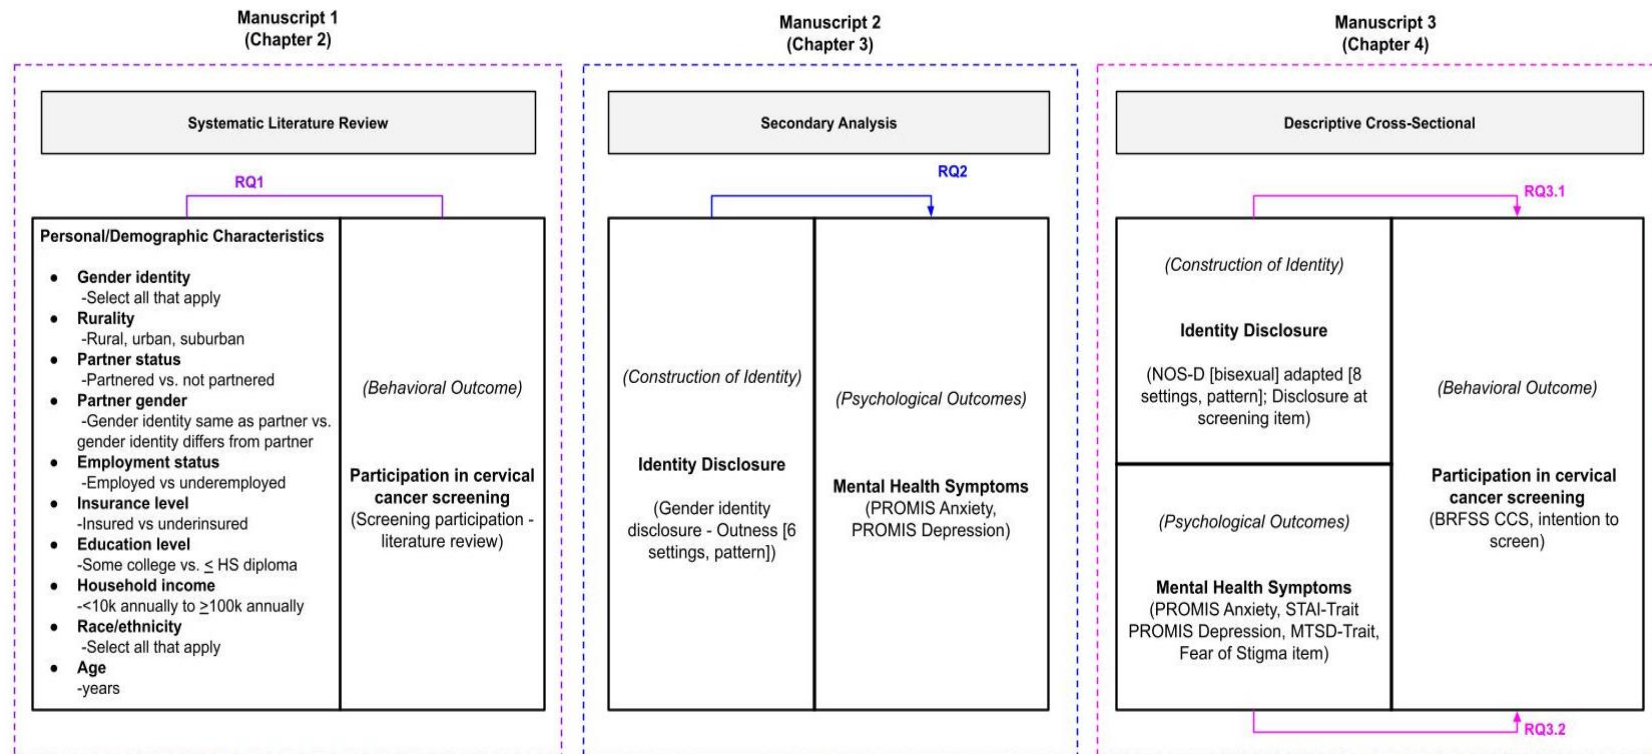 Manuscript 1
(Chapter 2)
Systematic Literature Review
RQ1
Personal/Demographic Characteristics
● Gender identity
-Select all that apply
● Rurality
-Rural, urban, suburban
● Partner status
-Partnered vs. not partnered
● Partner gender
-Gender identity same as partner vs.
gender identity differs from partner
● Employment status
-Employed vs underemployed
● Insurance level
-Insured vs underinsured
● Education level
-Some college vs. ≤ HS diploma
● Household income
-<10k annually to ≥100k annually
● Race/ethnicity
-Select all that apply
● Age
-years
(Behavioral Outcome)
Participation in cervical
cancer screening
(Screening participation -
literature review)
Manuscript 2
(Chapter 3)
Secondary Analysis
RQ2
(Construction of Identity)
Identity Disclosure
(Gender identity
disclosure - Outness [6
settings, pattern])
(Psychological Outcomes)
Mental Health Symptoms
(PROMIS Anxiety,
PROMIS Depression)
Manuscript 3
(Chapter 4)
Descriptive Cross-Sectional
RQ3.1
(Construction of Identity)
Identity Disclosure
(NOS-D [bisexual] adapted [8
settings, pattern]; Disclosure at
screening item)
(Psychological Outcomes)
Mental Health Symptoms
(PROMIS Anxiety, STAI-Trait
PROMIS Depression, MTSD-Trait,
Fear of Stigma item)
(Behavioral Outcome)
Participation in cervical
cancer screening
(BRFSS CCS, intention to
screen)
RQ3.2